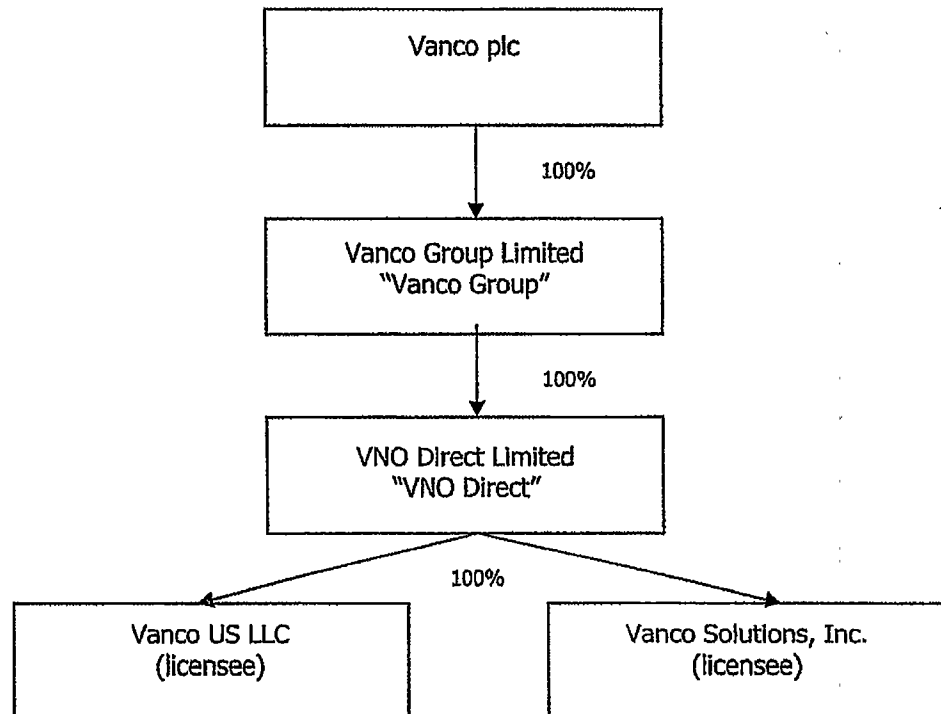 Vanco plc
100%
Vanco Group Limited
"Vanco Group"
100%
VNO Direct Limited
"VNO Direct"
100%
Vanco US LLC
(licensee)
Vanco Solutions, Inc.
(licensee)